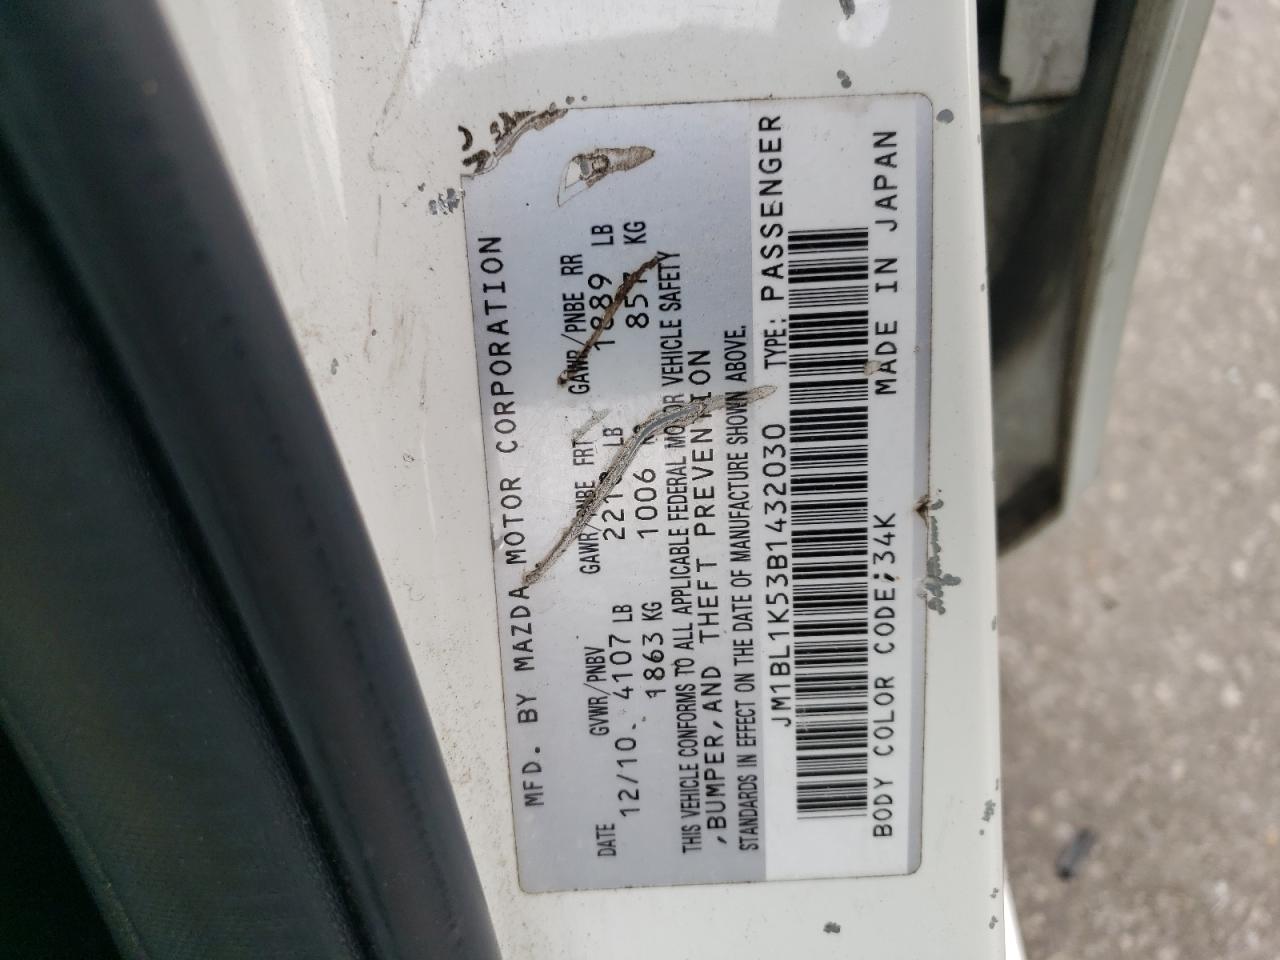 MFD. BY MAZDA MOTOR CORPORATION
DATE GVWR/PNBV GAWR/PNBE FRT GAWR/PNBE RR
12/10. 4107 LB LB 1889 LB
1863 KG 1006 KG KG
THIS VEHICLE CONFORMS TO ALL APPLICABLE FEDERAL MOTOR VEHICLE SAFETY
,BUMPER,AND THEFT PREVENTION
STANDARDS IN EFFECT ON THE DATE OF MANUFACTURE SHOWN ABOVE.
JM1BL1K53B1432030 TYPE: PASSENGER
BODY COLOR CODE;34K MADE IN JAPAN